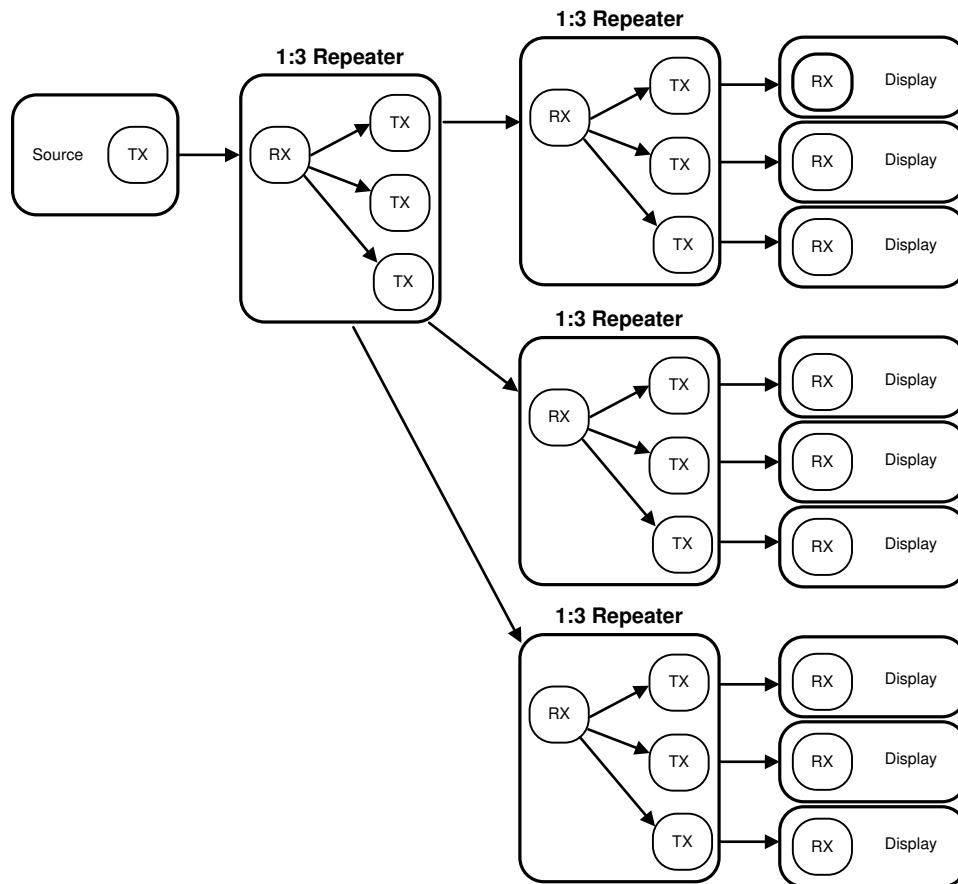 1:3 Repeater
1:3 Repeater
Source
TX
RX
TX
TX
TX
RX
TX
TX
TX
RX
Display
RX
Display
RX
Display
1:3 Repeater
RX
TX
TX
TX
RX
Display
RX
Display
RX
Display
1:3 Repeater
RX
TX
TX
TX
RX
Display
RX
Display
RX
Display